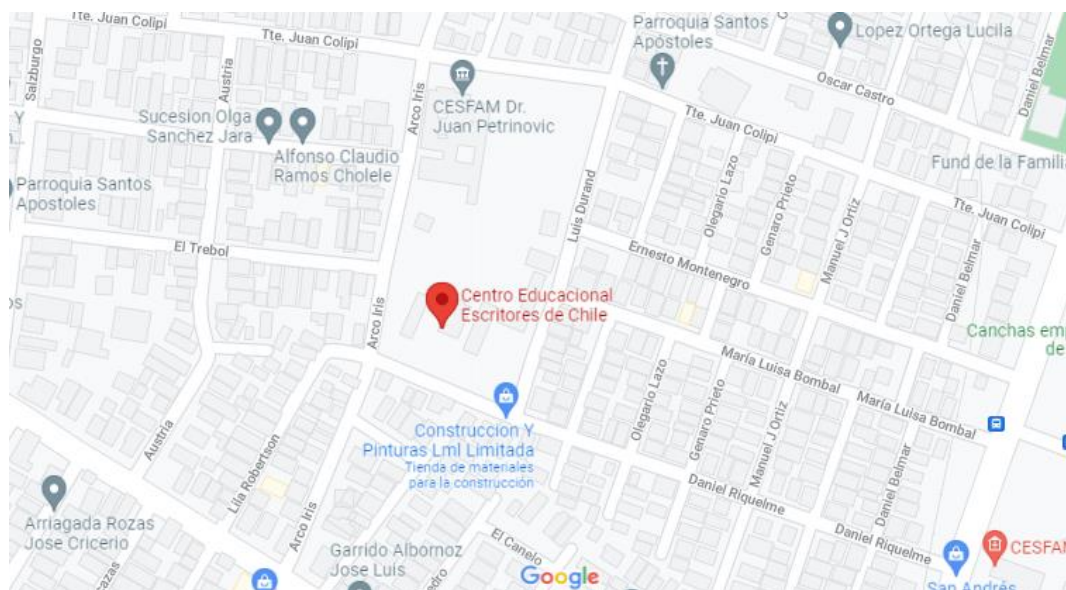 Tte. Juan Colipi
Parroquia Santos
Apóstoles
Lopez Ortega Lucila
Salzburgo
Austria
Arco Iris
CESFAM Dr.
Juan Petrinovic
Oscar Castro
Daniel Belmar
Sucesion Olga
Sanchez Jara
Alfonso Claudio
Ramos Cholele
Tte. Juan Colipi
Fund de la Famili
Parroquia Santos
Apostoles
Luis Durand
Olegario Lazo
Genaro Prieto
Manuel J Ortiz
Tte. Juan Colipi
El Trebol
Ernesto Montenegro
Daniel Belmar
Centro Educacional
Escritores de Chile
Arco Iris
Canchas em
de
María Luisa Bombal
María Luisa Bombal
Olegario Lazo
Genaro Prieto
Manuel J Ortiz
Construccion Y
Pinturas Lml Limitada
Tienda de materiales
para la construcción
Austria
Lila Robertson
Daniel Belmar
Daniel Riquelme
Daniel Riquelme
Arriagada Rozas
Jose Cricerio
Arco Iris
El Canelo
Garrido Albornoz
Jose Luis
Google
CESFAM
San Andrés